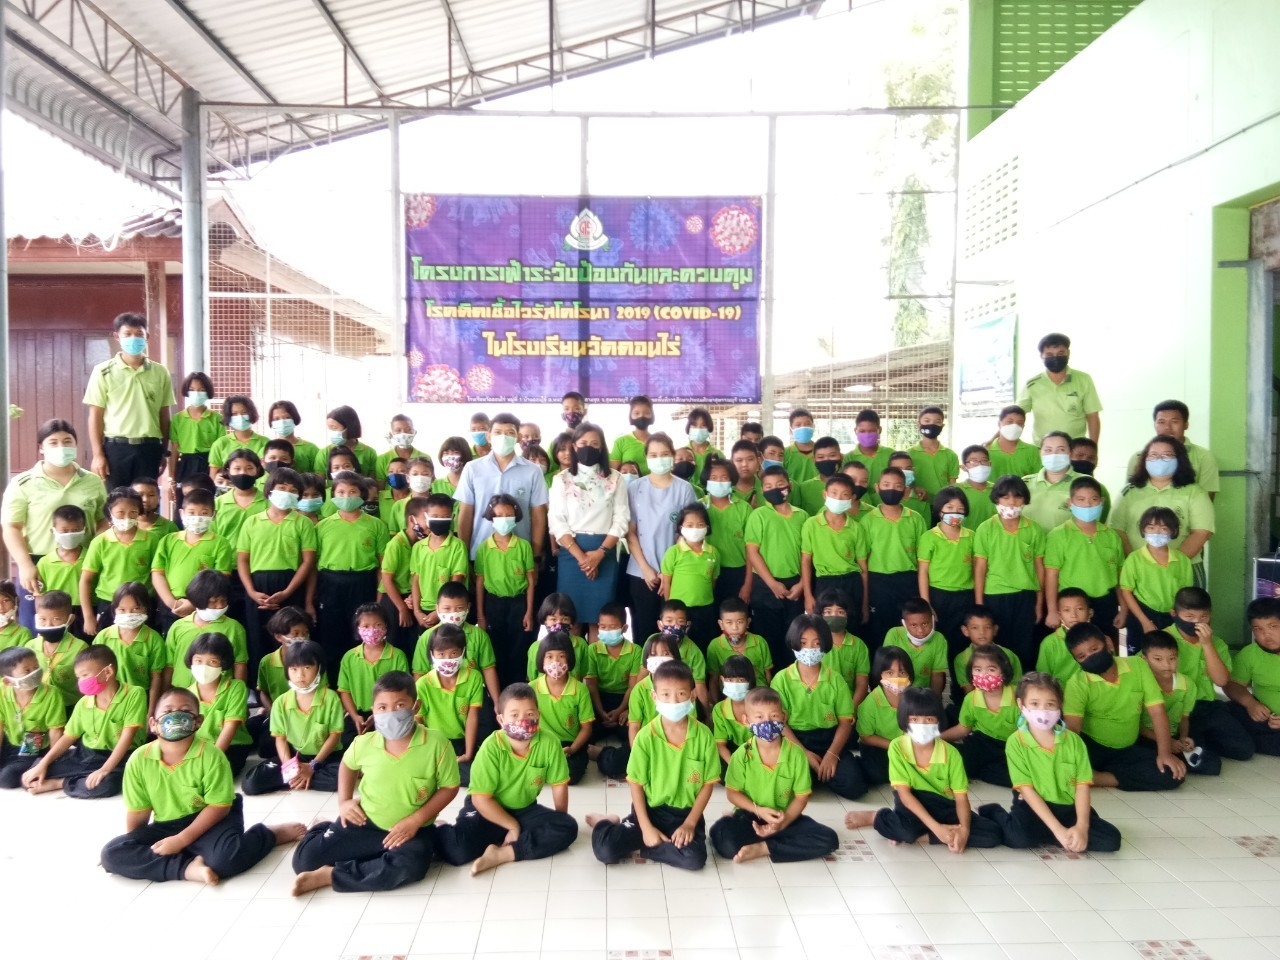 โครงการเฝ้าระวังป้องกันและควบคุม
โรคติดเชื้อไวรัสโคโรนา 2019 (COVID-19)
ในโรงเรียนวัดดอนไร่